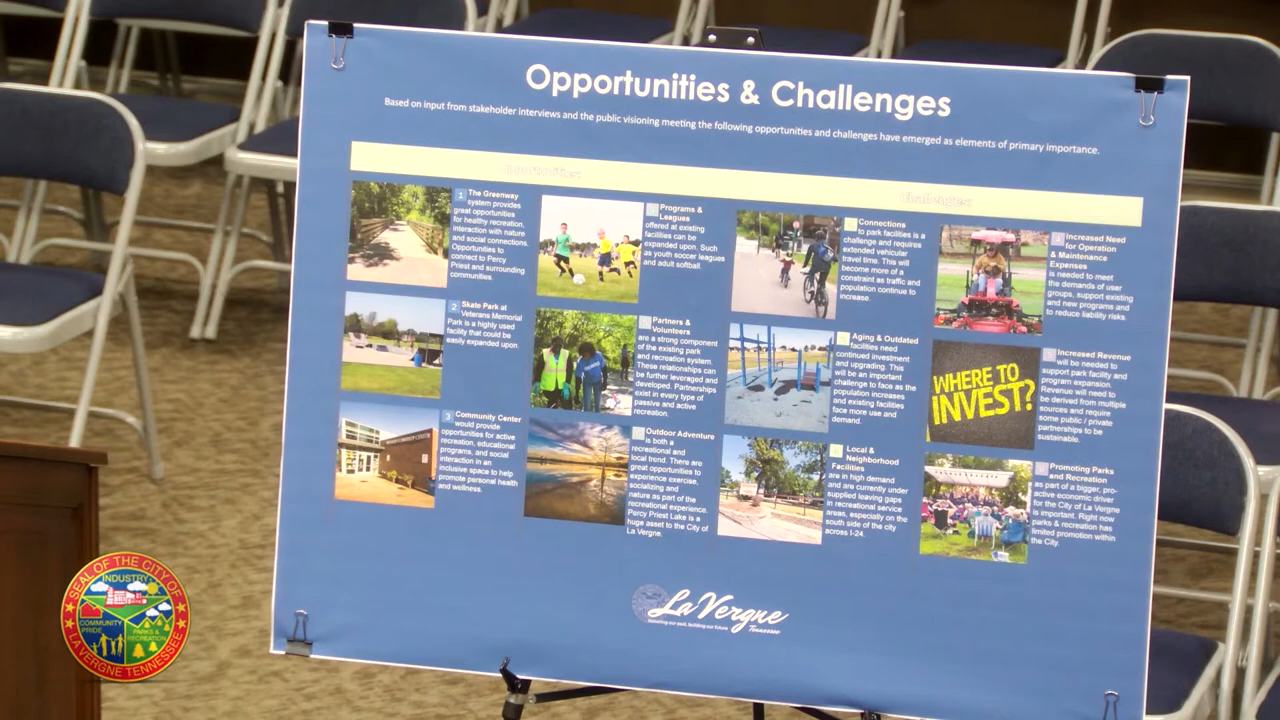 Opportunities & Challenges
Based on input from stakeholder interviews and the public visioning meeting the following opportunities and challenges have emerged as elements of primary importance.
Opportunities:
Challenges:
1 The Greenway
system provides
great opportunities
for healthy recreation,
interaction with nature
and social connections.
Opportunities to
connect to Percy
Priest and surrounding
communities.
2 Skate Park at
Veterans Memorial
Park is a highly used
facility that could be
easily expanded upon.
3 Community Center
would provide
opportunities for active
recreation, educational
programs, and social
interaction in an
inclusive space to help
promote personal health
and wellness.
Programs &
Leagues
offered at existing
facilities can be
expanded upon. Such
as youth soccer leagues
and adult softball.
Partners &
Volunteers
are a strong component
of the existing park
and recreation system.
These relationships can
be further leveraged and
developed. Partnerships
exist in every type of
passive and active
recreation.
Outdoor Adventure
is both a
recreational and
local trend. There are
great opportunities to
experience exercise,
socializing and
nature as part of the
recreational experience.
Percy Priest Lake is a
huge asset to the City of
La Vergne.
Connections
to park facilities is a
challenge and requires
extended vehicular
travel time. This will
become more of a
constraint as traffic and
population continue to
increase.
Aging & Outdated
facilities need
continued investment
and upgrading. This
will be an important
challenge to face as the
population increases
and existing facilities
face more use and
demand.
Local &
Neighborhood
Facilities
are in high demand
and are currently under
supplied leaving gaps
in recreational service
areas, especially on the
south side of the city
across I-24.
Increased Need
for Operation
& Maintenance
Expenses
is needed to meet
the demands of user
groups, support existing
and new programs and
to reduce liability risks.
WHERE TO
INVEST?
Increased Revenue
will be needed to
support park facility and
program expansion.
Revenue will need to be
derived from multiple
sources and require
some public / private
partnerships to be
sustainable.
Promoting Parks
and Recreation
as part of a bigger, pro-
active economic driver
for the City of La Vergne
is important. Right now
parks & recreation has
limited promotion within
the City.
La Vergne
Honoring our past, building our future
Tennessee
SEAL OF THE CITY OF
LA VERGNE TENNESSEE
INDUSTRY
COMMUNITY
PRIDE
PARKS &
RECREATION